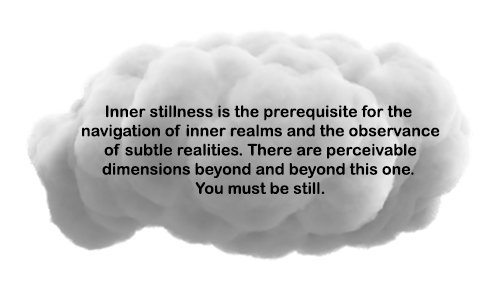 Inner stillness is the prerequisite for the
navigation of inner realms and the observance
of subtle realities. There are perceivable
dimensions beyond and beyond this one.
You must be still.